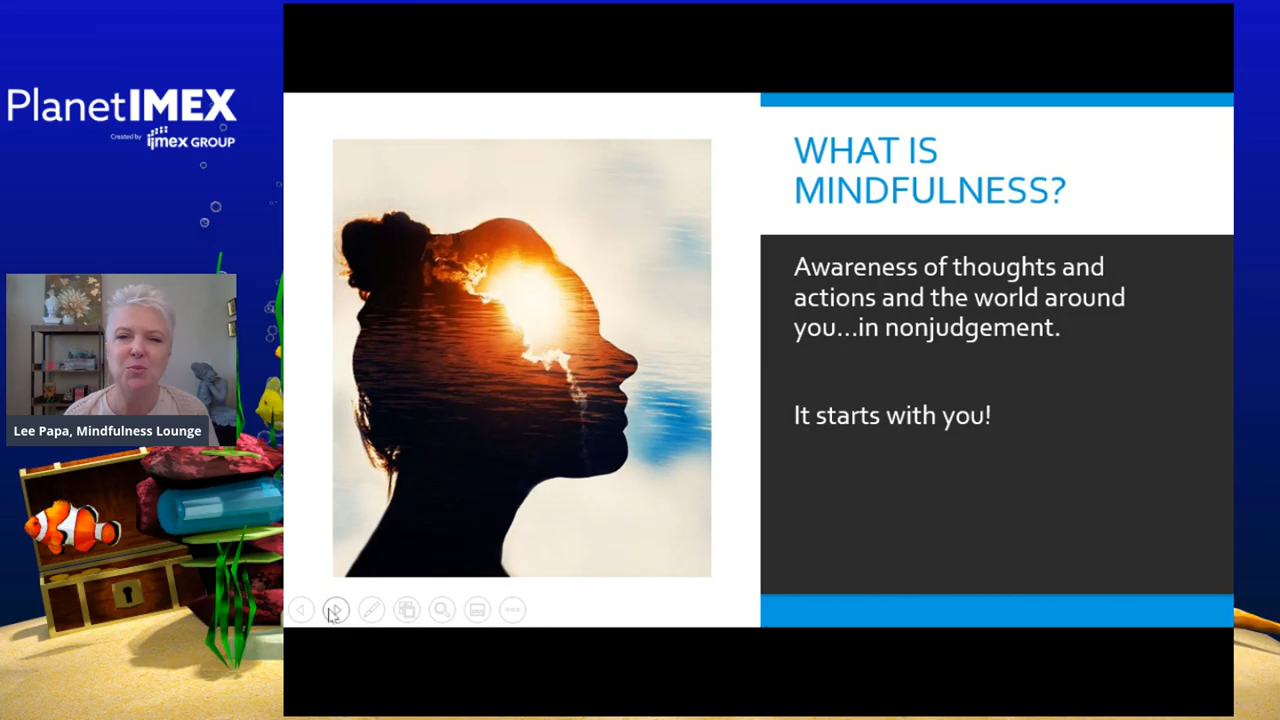 PlanetIMEX
Created by imex GROUP
Lee Papa, Mindfulness Lounge
WHAT IS
MINDFULNESS?
Awareness of thoughts and
actions and the world around
you...in nonjudgement.
It starts with you!